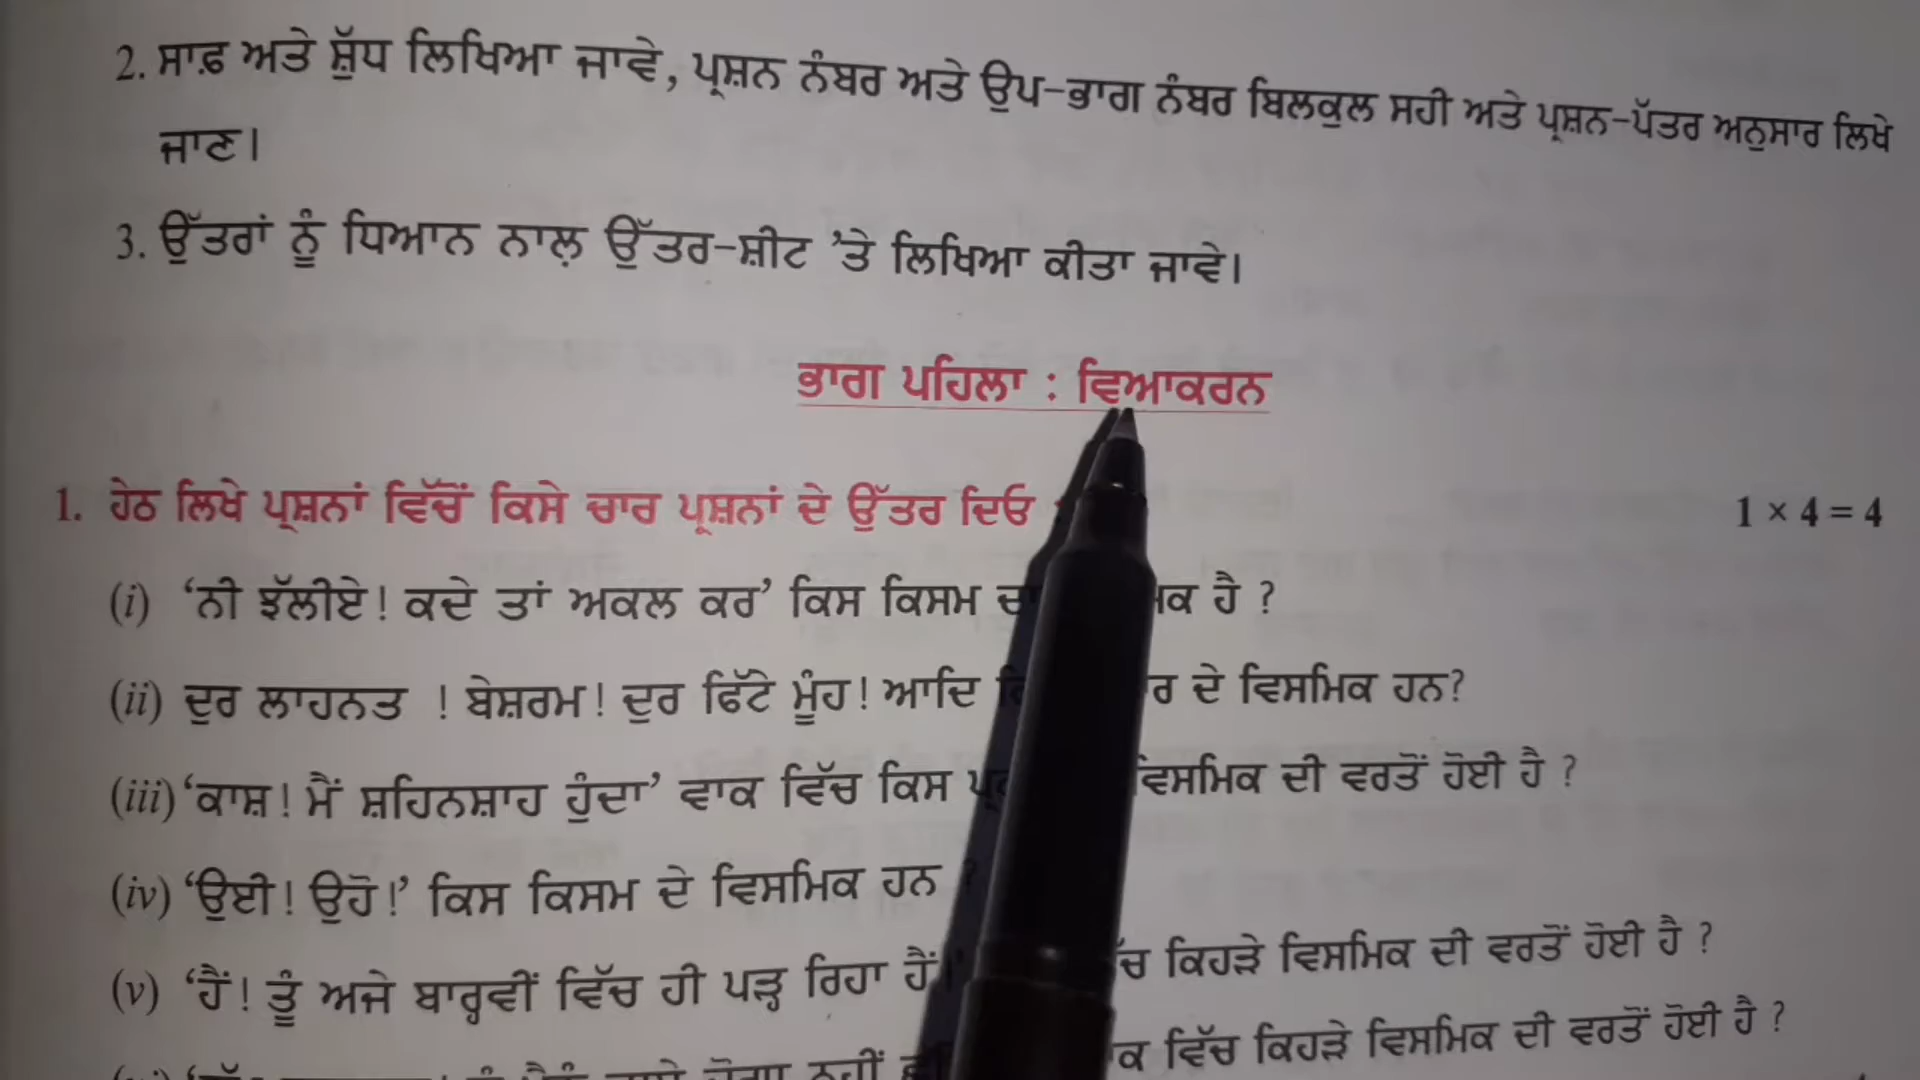 2. ਸਾਫ਼ ਅਤੇ ਸ਼ੁੱਧ ਲਿਖਿਆ ਜਾਵੇ, ਪ੍ਰਸ਼ਨ ਨੰਬਰ ਅਤੇ ਉਪ-ਭਾਗ ਨੰਬਰ ਬਿਲਕੁਲ ਸਹੀ ਅਤੇ ਪ੍ਰਸ਼ਨ-ਪੱਤਰ ਅਨੁਸਾਰ ਲਿਖੇ
ਜਾਣ।
3. ਉੱਤਰਾਂ ਨੂੰ ਧਿਆਨ ਨਾਲ਼ ਉੱਤਰ-ਸ਼ੀਟ ’ਤੇ ਲਿਖਿਆ ਕੀਤਾ ਜਾਵੇ।
ਭਾਗ ਪਹਿਲਾ : ਵਿਆਕਰਨ
1. ਹੇਠ ਲਿਖੇ ਪ੍ਰਸ਼ਨਾਂ ਵਿੱਚੋਂ ਕਿਸੇ ਚਾਰ ਪ੍ਰਸ਼ਨਾਂ ਦੇ ਉੱਤਰ ਦਿਓ : 1 × 4 = 4
(i) ‘ਨੀ ਝੱਲੀਏ! ਕਦੇ ਤਾਂ ਅਕਲ ਕਰ’ ਕਿਸ ਕਿਸਮ ਹੈ ?
(ii) ਦੁਰ ਲਾਹਨਤ ! ਬੇਸ਼ਰਮ! ਦੁਰ ਫਿੱਟੇ ਮੂੰਹ! ਆਦਿ ਦੇ ਵਿਸਮਿਕ ਹਨ?
(iii) ‘ਕਾਸ਼! ਮੈਂ ਸ਼ਹਿਨਸ਼ਾਹ ਹੁੰਦਾ’ ਵਾਕ ਵਿੱਚ ਕਿਸ ਵਿਸਮਿਕ ਦੀ ਵਰਤੋਂ ਹੋਈ ਹੈ ?
(iv) ‘ਉਈ! ਉਹੋ!’ ਕਿਸ ਕਿਸਮ ਦੇ ਵਿਸਮਿਕ ਹਨ ?
(v) ‘ਹੈਂ! ਤੂੰ ਅਜੇ ਬਾਰ੍ਹਵੀਂ ਵਿੱਚ ਹੀ ਪੜ੍ਹ ਰਿਹਾ ਹੈਂ ਕਿਹੜੇ ਵਿਸਮਿਕ ਦੀ ਵਰਤੋਂ ਹੋਈ ਹੈ ?
ਵਿੱਚ ਕਿਹੜੇ ਵਿਸਮਿਕ ਦੀ ਵਰਤੋਂ ਹੋਈ ਹੈ ?